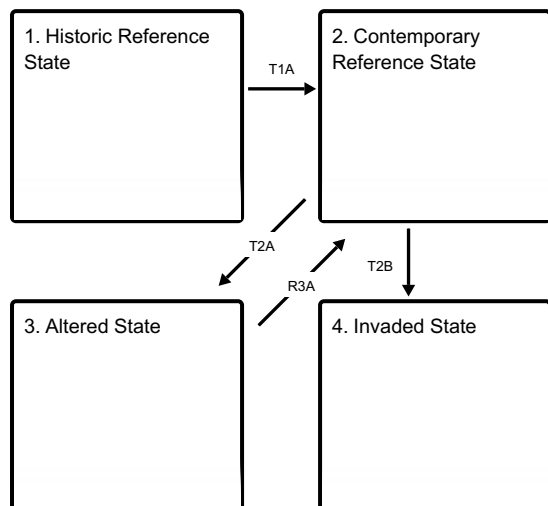 1. Historic Reference
State
2. Contemporary
Reference State
T1A
T2A
R3A
T2B
3. Altered State
4. Invaded State